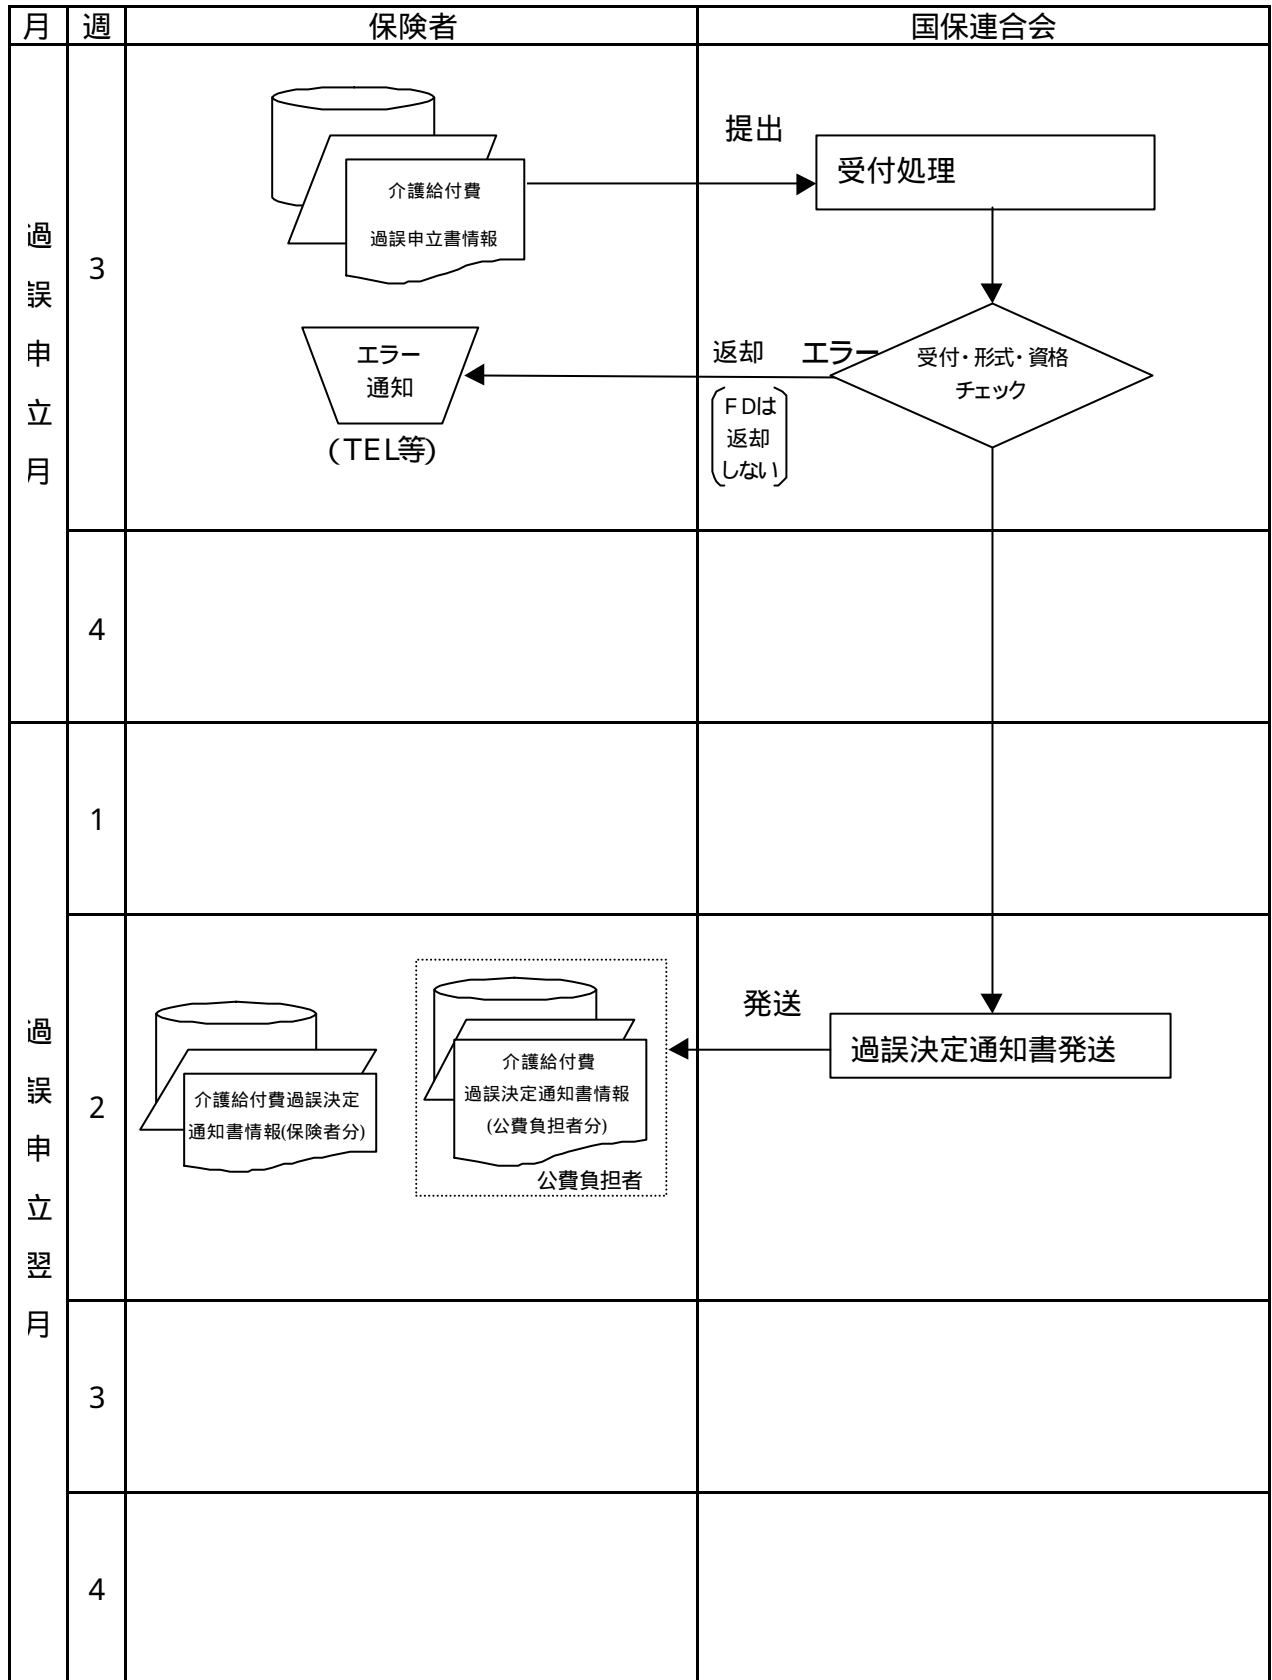 月 週 保険者 国保連合会
過誤申立月
3
介護給付費
過誤申立書情報
提出
受付処理
エラー
通知
(TEL等)
返却 エラー
FDは
返却
しない
受付・形式・資格
チェック
4
過誤申立翌月
1
2
介護給付費過誤決定
通知書情報(保険者分)
介護給付費
過誤決定通知書情報
(公費負担者分)
公費負担者
発送
過誤決定通知書発送
3
4